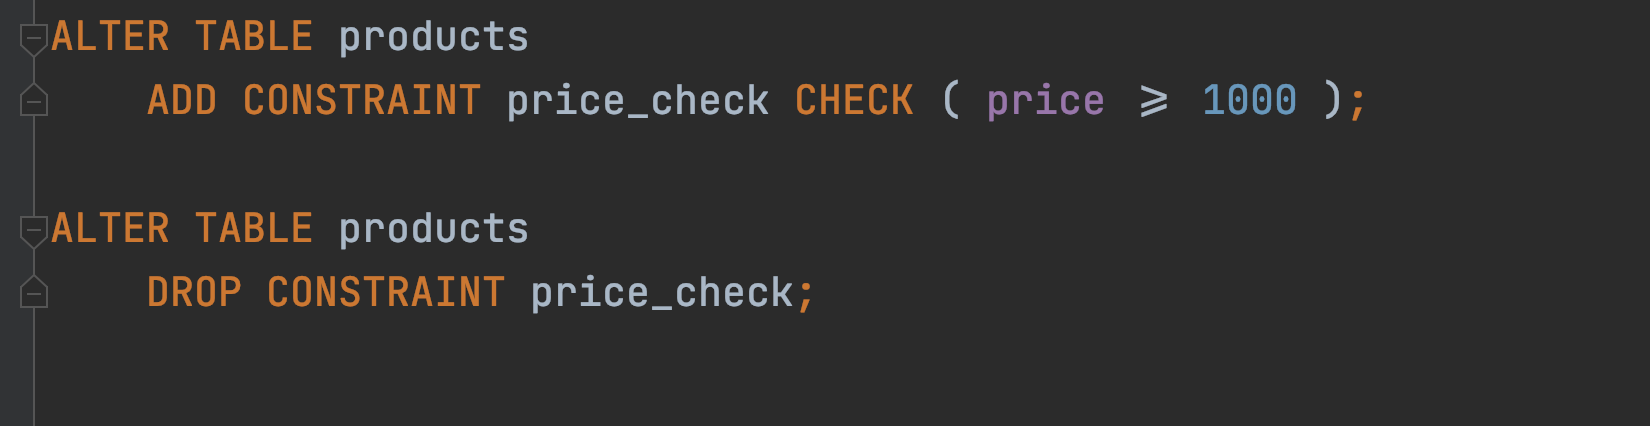 ALTER TABLE products
ADD CONSTRAINT price_check CHECK ( price >= 1000 );
ALTER TABLE products
DROP CONSTRAINT price_check;